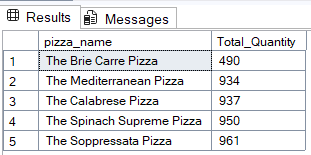 Results Messages
pizza_name Total_Quantity
1 The Brie Carre Pizza 490
2 The Mediterranean Pizza 934
3 The Calabrese Pizza 937
4 The Spinach Supreme Pizza 950
5 The Soppressata Pizza 961